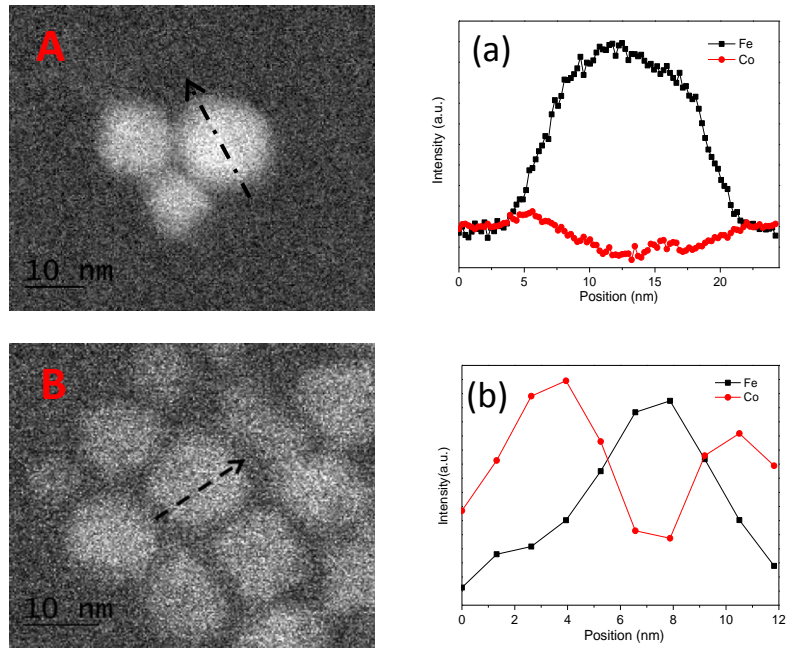 A
10 nm
(a)
Fe
Co
Intensity (a.u.)
0 5 10 15 20
Position (nm)
B
10 nm
(b)
Fe
Co
Intensity(a.u.)
0 2 4 6 8 10 12
Position (nm)